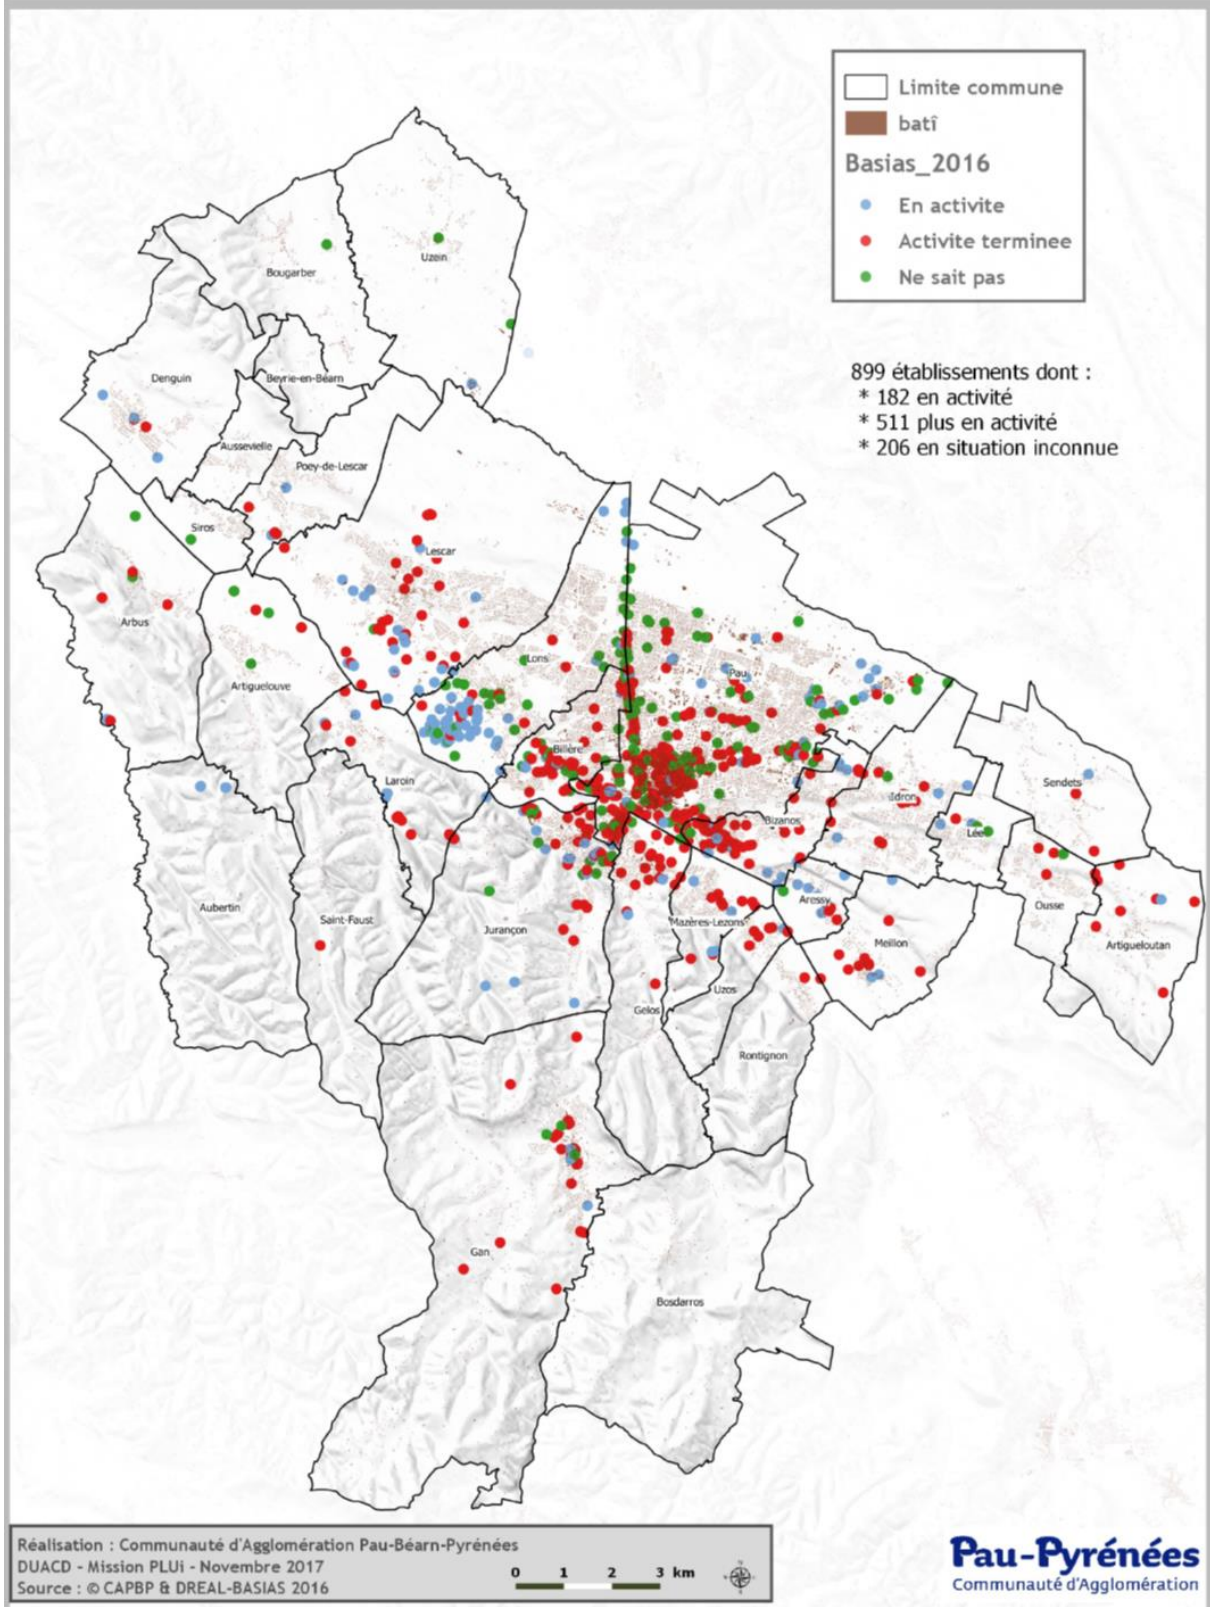 Limite commune
batî
Basias_2016
En activite
Activite terminee
Ne sait pas
899 établissements dont :
* 182 en activité
* 511 plus en activité
* 206 en situation inconnue
Uzein
Bougarber
Denguin
Beyrie-en-Béarn
Aussevielle
Poey-de-Lescar
Siros
Lescar
Arbus
Lons
Pau
Artiguelouve
Billère
Laroin
Sendets
Idron
Bizanos
Lée
Aubertin
Saint-Faust
Jurançon
Mazères-Lezons
Aressy
Ousse
Meillon
Artigueloutan
Uzos
Gelos
Rontignon
Gan
Bosdarros
Réalisation : Communauté d'Agglomération Pau-Béarn-Pyrénées
DUACD - Mission PLUi - Novembre 2017
Source : © CAPBP & DREAL-BASIAS 2016
0 1 2 3 km
Pau-Pyrénées
Communauté d'Agglomération